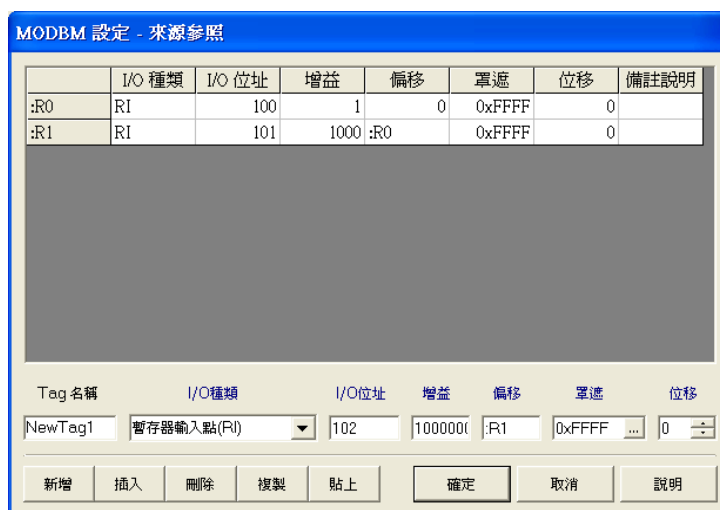 MODBM 設定 - 來源參照
I/O 種類 I/O 位址 增益 偏移 罩遮 位移 備註說明
:R0 RI 100 1 0 0xFFFF 0
:R1 RI 101 1000 :R0 0xFFFF 0
Tag 名稱 I/O種類 I/O位址 增益 偏移 罩遮 位移
NewTag1 暫存器輸入點(RI) 102 1000000 :R1 0xFFFF ... 0
新增 插入 刪除 複製 貼上 確定 取消 說明